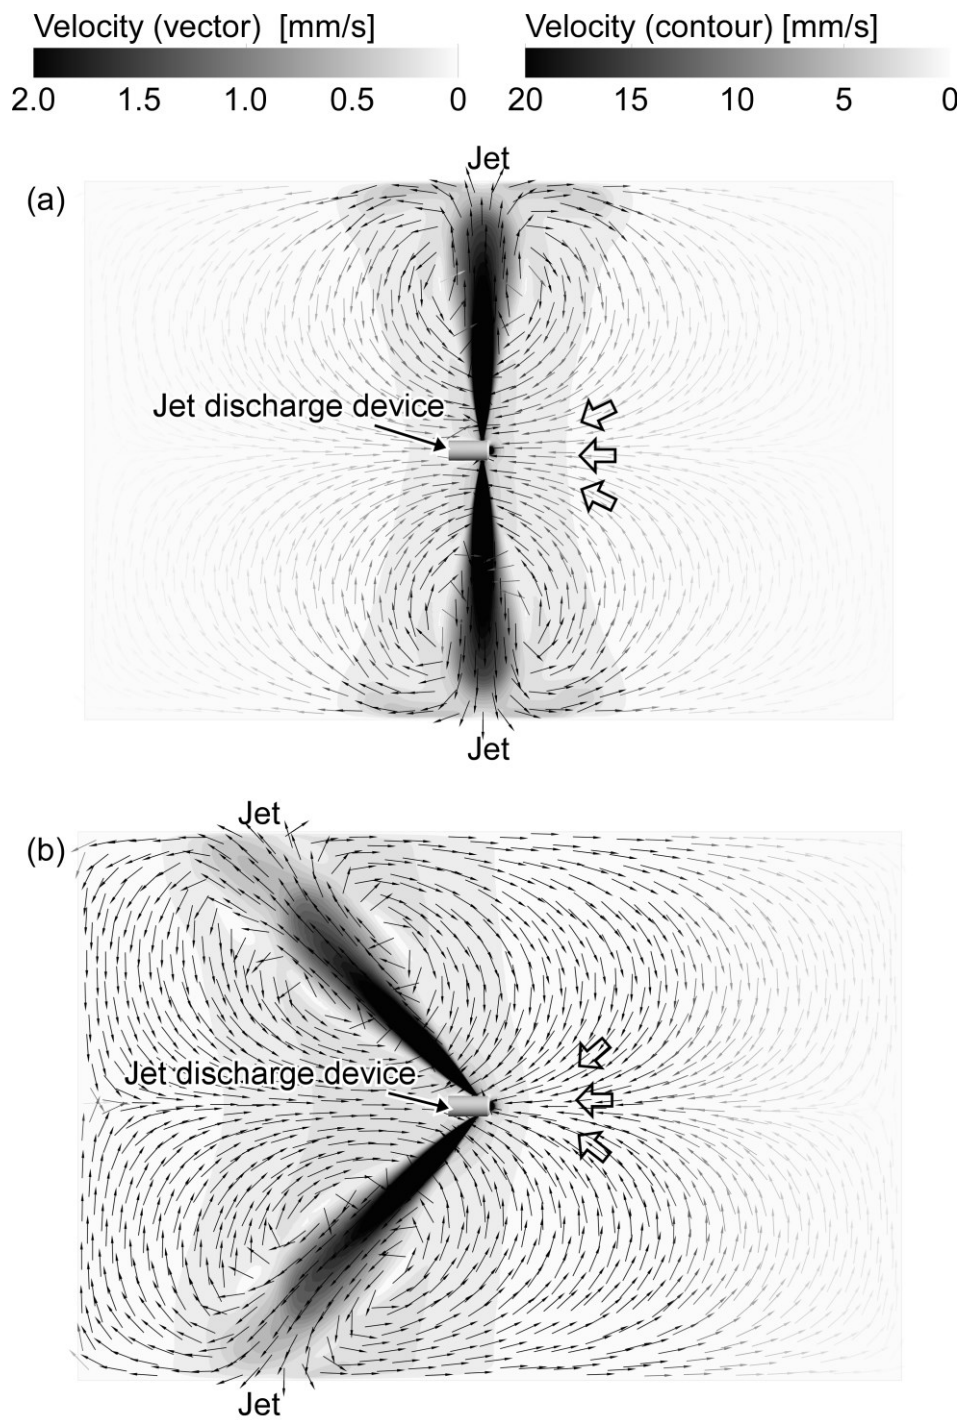 Velocity (vector) [mm/s]
Velocity (contour) [mm/s]
2.0 1.5 1.0 0.5 0
20 15 10 5 0
(a)
Jet
Jet discharge device
Jet
(b)
Jet
Jet discharge device
Jet